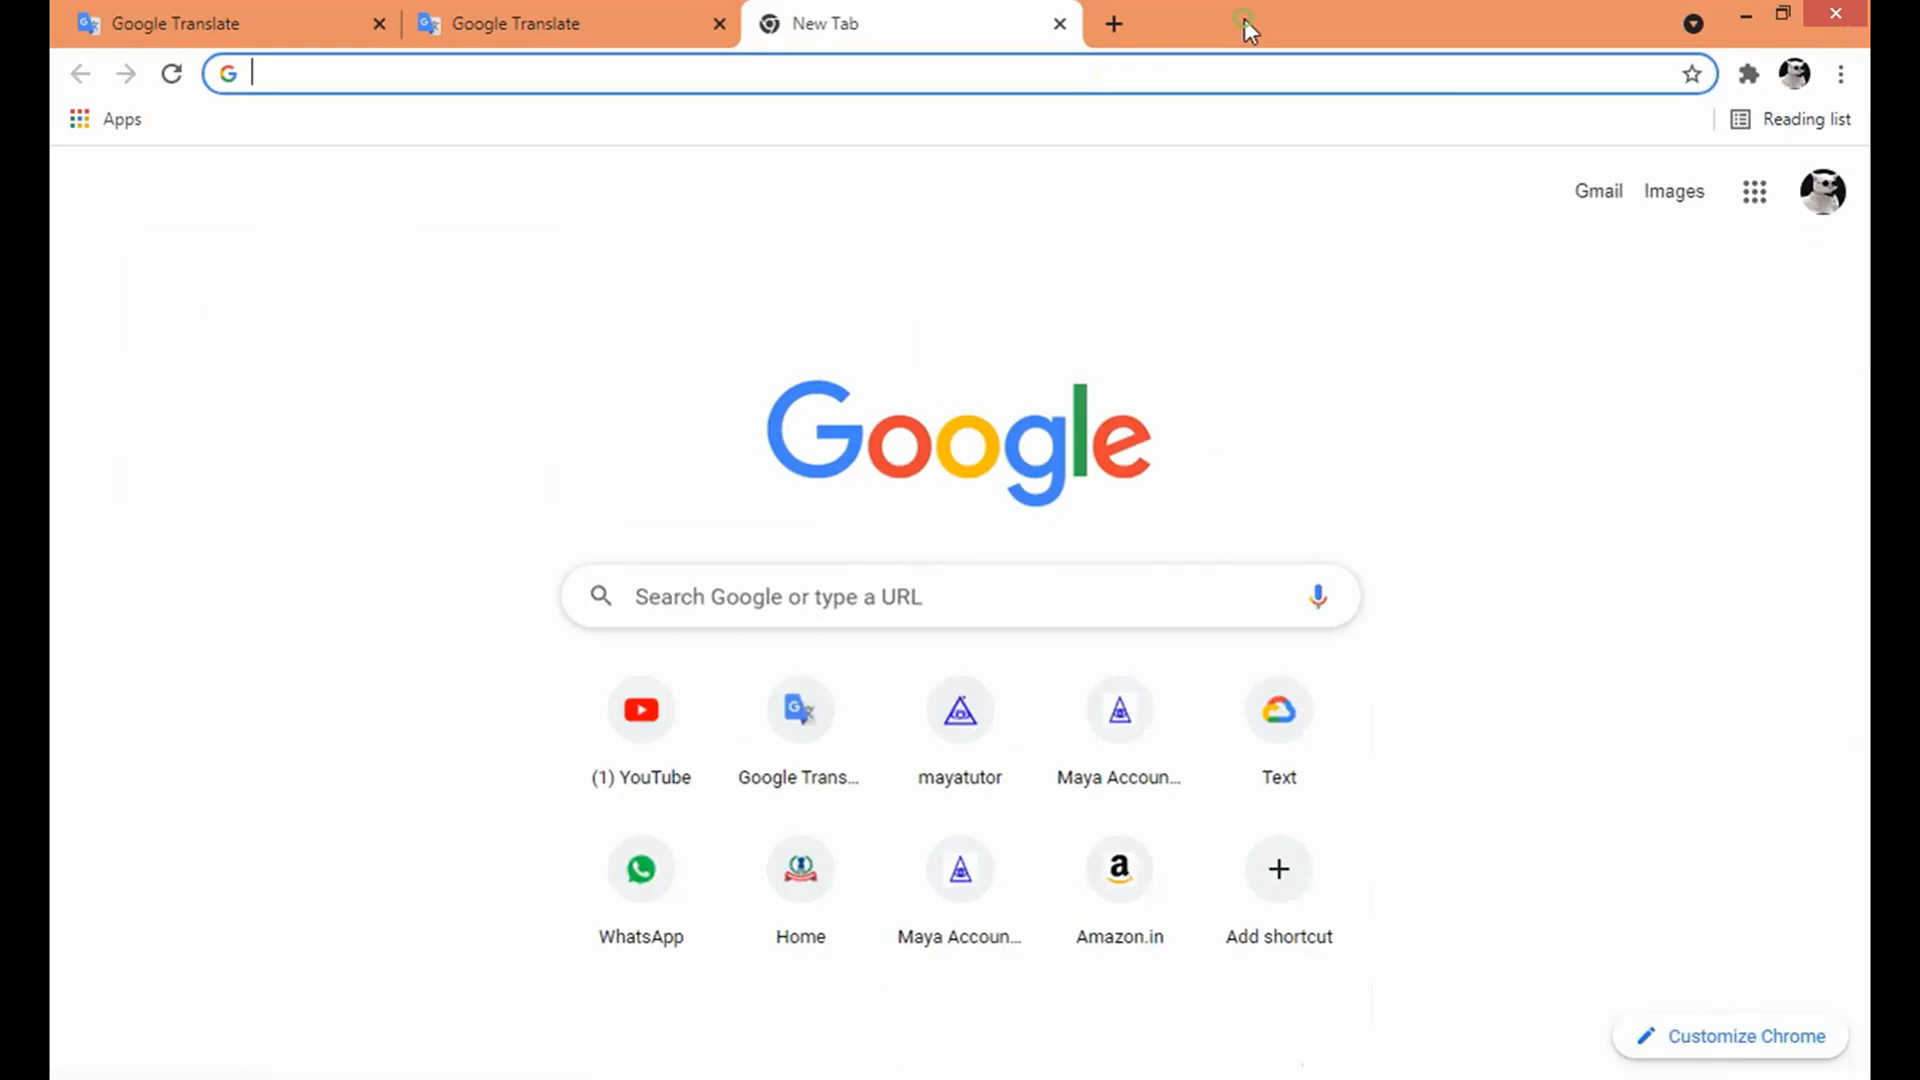 Google Translate
Google Translate
New Tab
Apps
Reading list
Gmail
Images
Google
Search Google or type a URL
(1) YouTube
Google Trans...
mayatutor
Maya Accoun...
Text
WhatsApp
Home
Maya Accoun...
Amazon.in
Add shortcut
Customize Chrome